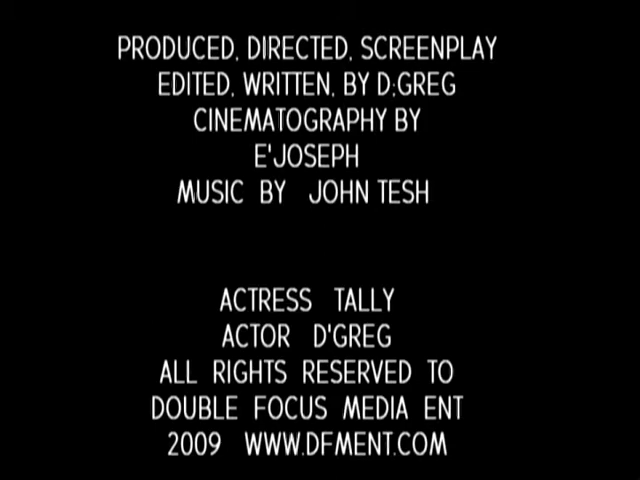 PRODUCED, DIRECTED, SCREENPLAY
EDITED, WRITTEN, BY D;GREG
CINEMATOGRAPHY BY
E'JOSEPH
MUSIC BY JOHN TESH
ACTRESS TALLY
ACTOR D'GREG
ALL RIGHTS RESERVED TO
DOUBLE FOCUS MEDIA ENT
2009 WWW.DFMENT.COM